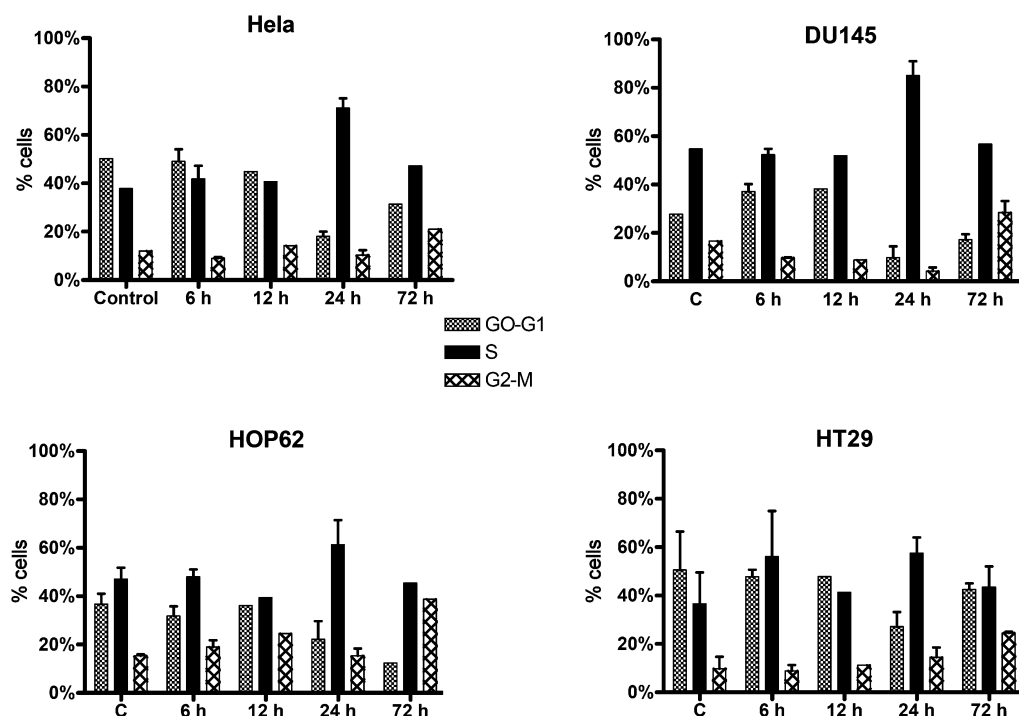 Hela
100%
80%
60%
40%
20%
0%
% cells
Control 6 h 12 h 24 h 72 h
DU145
100%
80%
60%
40%
20%
0%
% cells
C 6 h 12 h 24 h 72 h
GO-G1
S
G2-M
HOP62
100%
80%
60%
40%
20%
0%
% cells
C 6 h 12 h 24 h 72 h
HT29
100%
80%
60%
40%
20%
0%
% cells
C 6 h 12 h 24 h 72 h